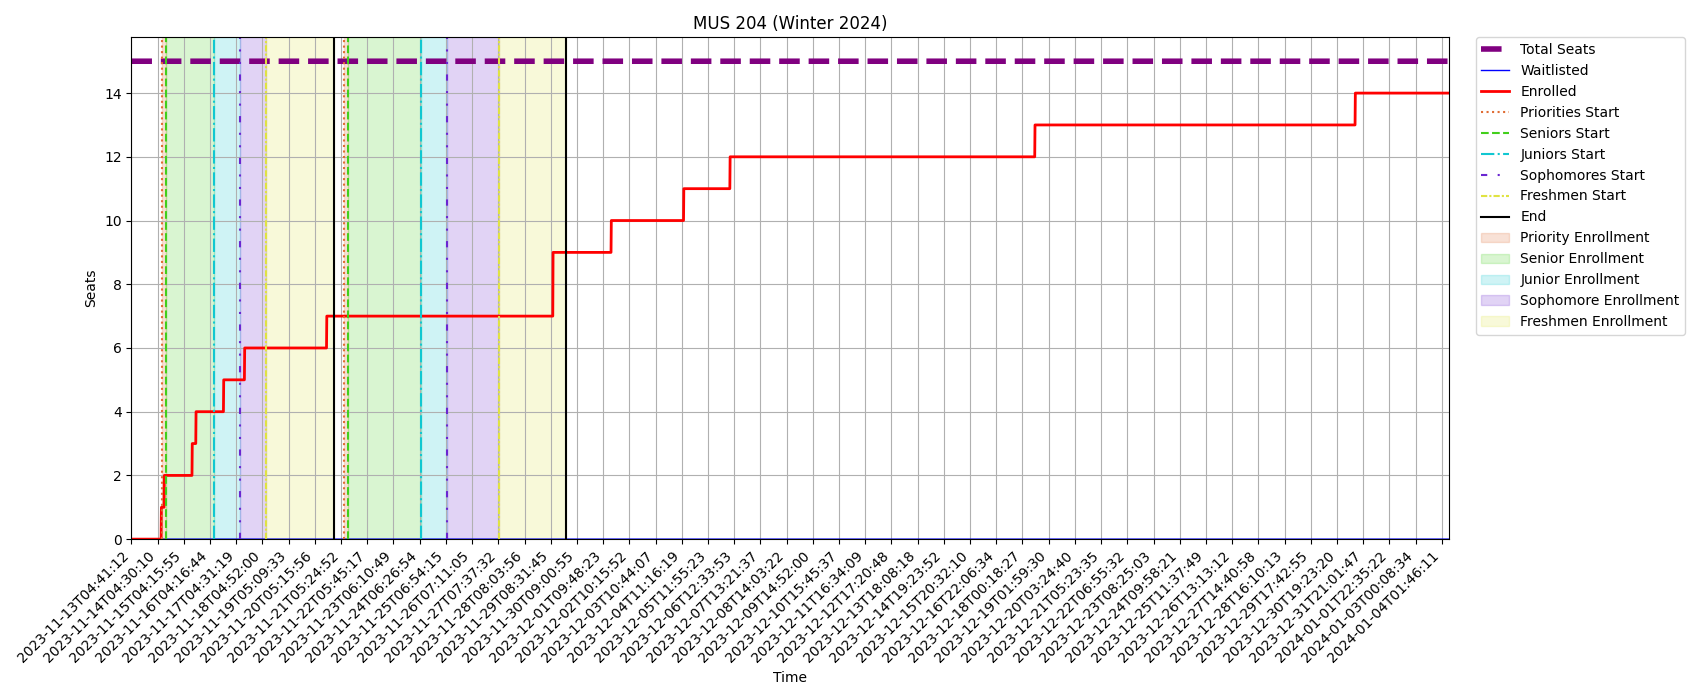 MUS 204 (Winter 2024)
Total Seats
Waitlisted
Enrolled
Priorities Start
Seniors Start
Juniors Start
Sophomores Start
Freshmen Start
End
Priority Enrollment
Senior Enrollment
Junior Enrollment
Sophomore Enrollment
Freshmen Enrollment
Seats
14
12
10
8
6
4
2
0
2023-11-13T04:41:12
2023-11-14T04:30:10
2023-11-15T04:15:55
2023-11-16T04:16:44
2023-11-17T04:31:19
2023-11-18T04:52:00
2023-11-19T05:09:33
2023-11-20T05:15:56
2023-11-21T05:24:52
2023-11-22T05:45:17
2023-11-23T06:10:49
2023-11-24T06:26:54
2023-11-25T06:54:15
2023-11-26T07:11:05
2023-11-27T07:37:32
2023-11-28T08:03:56
2023-11-29T08:31:45
2023-11-30T09:00:55
2023-12-01T09:48:23
2023-12-02T10:15:52
2023-12-03T10:44:07
2023-12-04T11:16:19
2023-12-05T11:55:23
2023-12-06T12:33:53
2023-12-07T13:21:37
2023-12-08T14:03:22
2023-12-09T14:52:00
2023-12-10T15:45:37
2023-12-11T16:34:09
2023-12-12T17:20:48
2023-12-13T18:08:18
2023-12-14T19:23:52
2023-12-15T20:32:10
2023-12-16T22:06:34
2023-12-18T00:18:27
2023-12-19T01:59:30
2023-12-20T03:24:40
2023-12-21T05:23:35
2023-12-22T06:55:32
2023-12-23T08:25:03
2023-12-24T09:58:21
2023-12-25T11:37:49
2023-12-26T13:13:12
2023-12-27T14:40:58
2023-12-28T16:10:13
2023-12-29T17:42:55
2023-12-30T19:23:20
2023-12-31T21:01:47
2024-01-01T22:35:22
2024-01-03T00:08:34
2024-01-04T01:46:11
Time